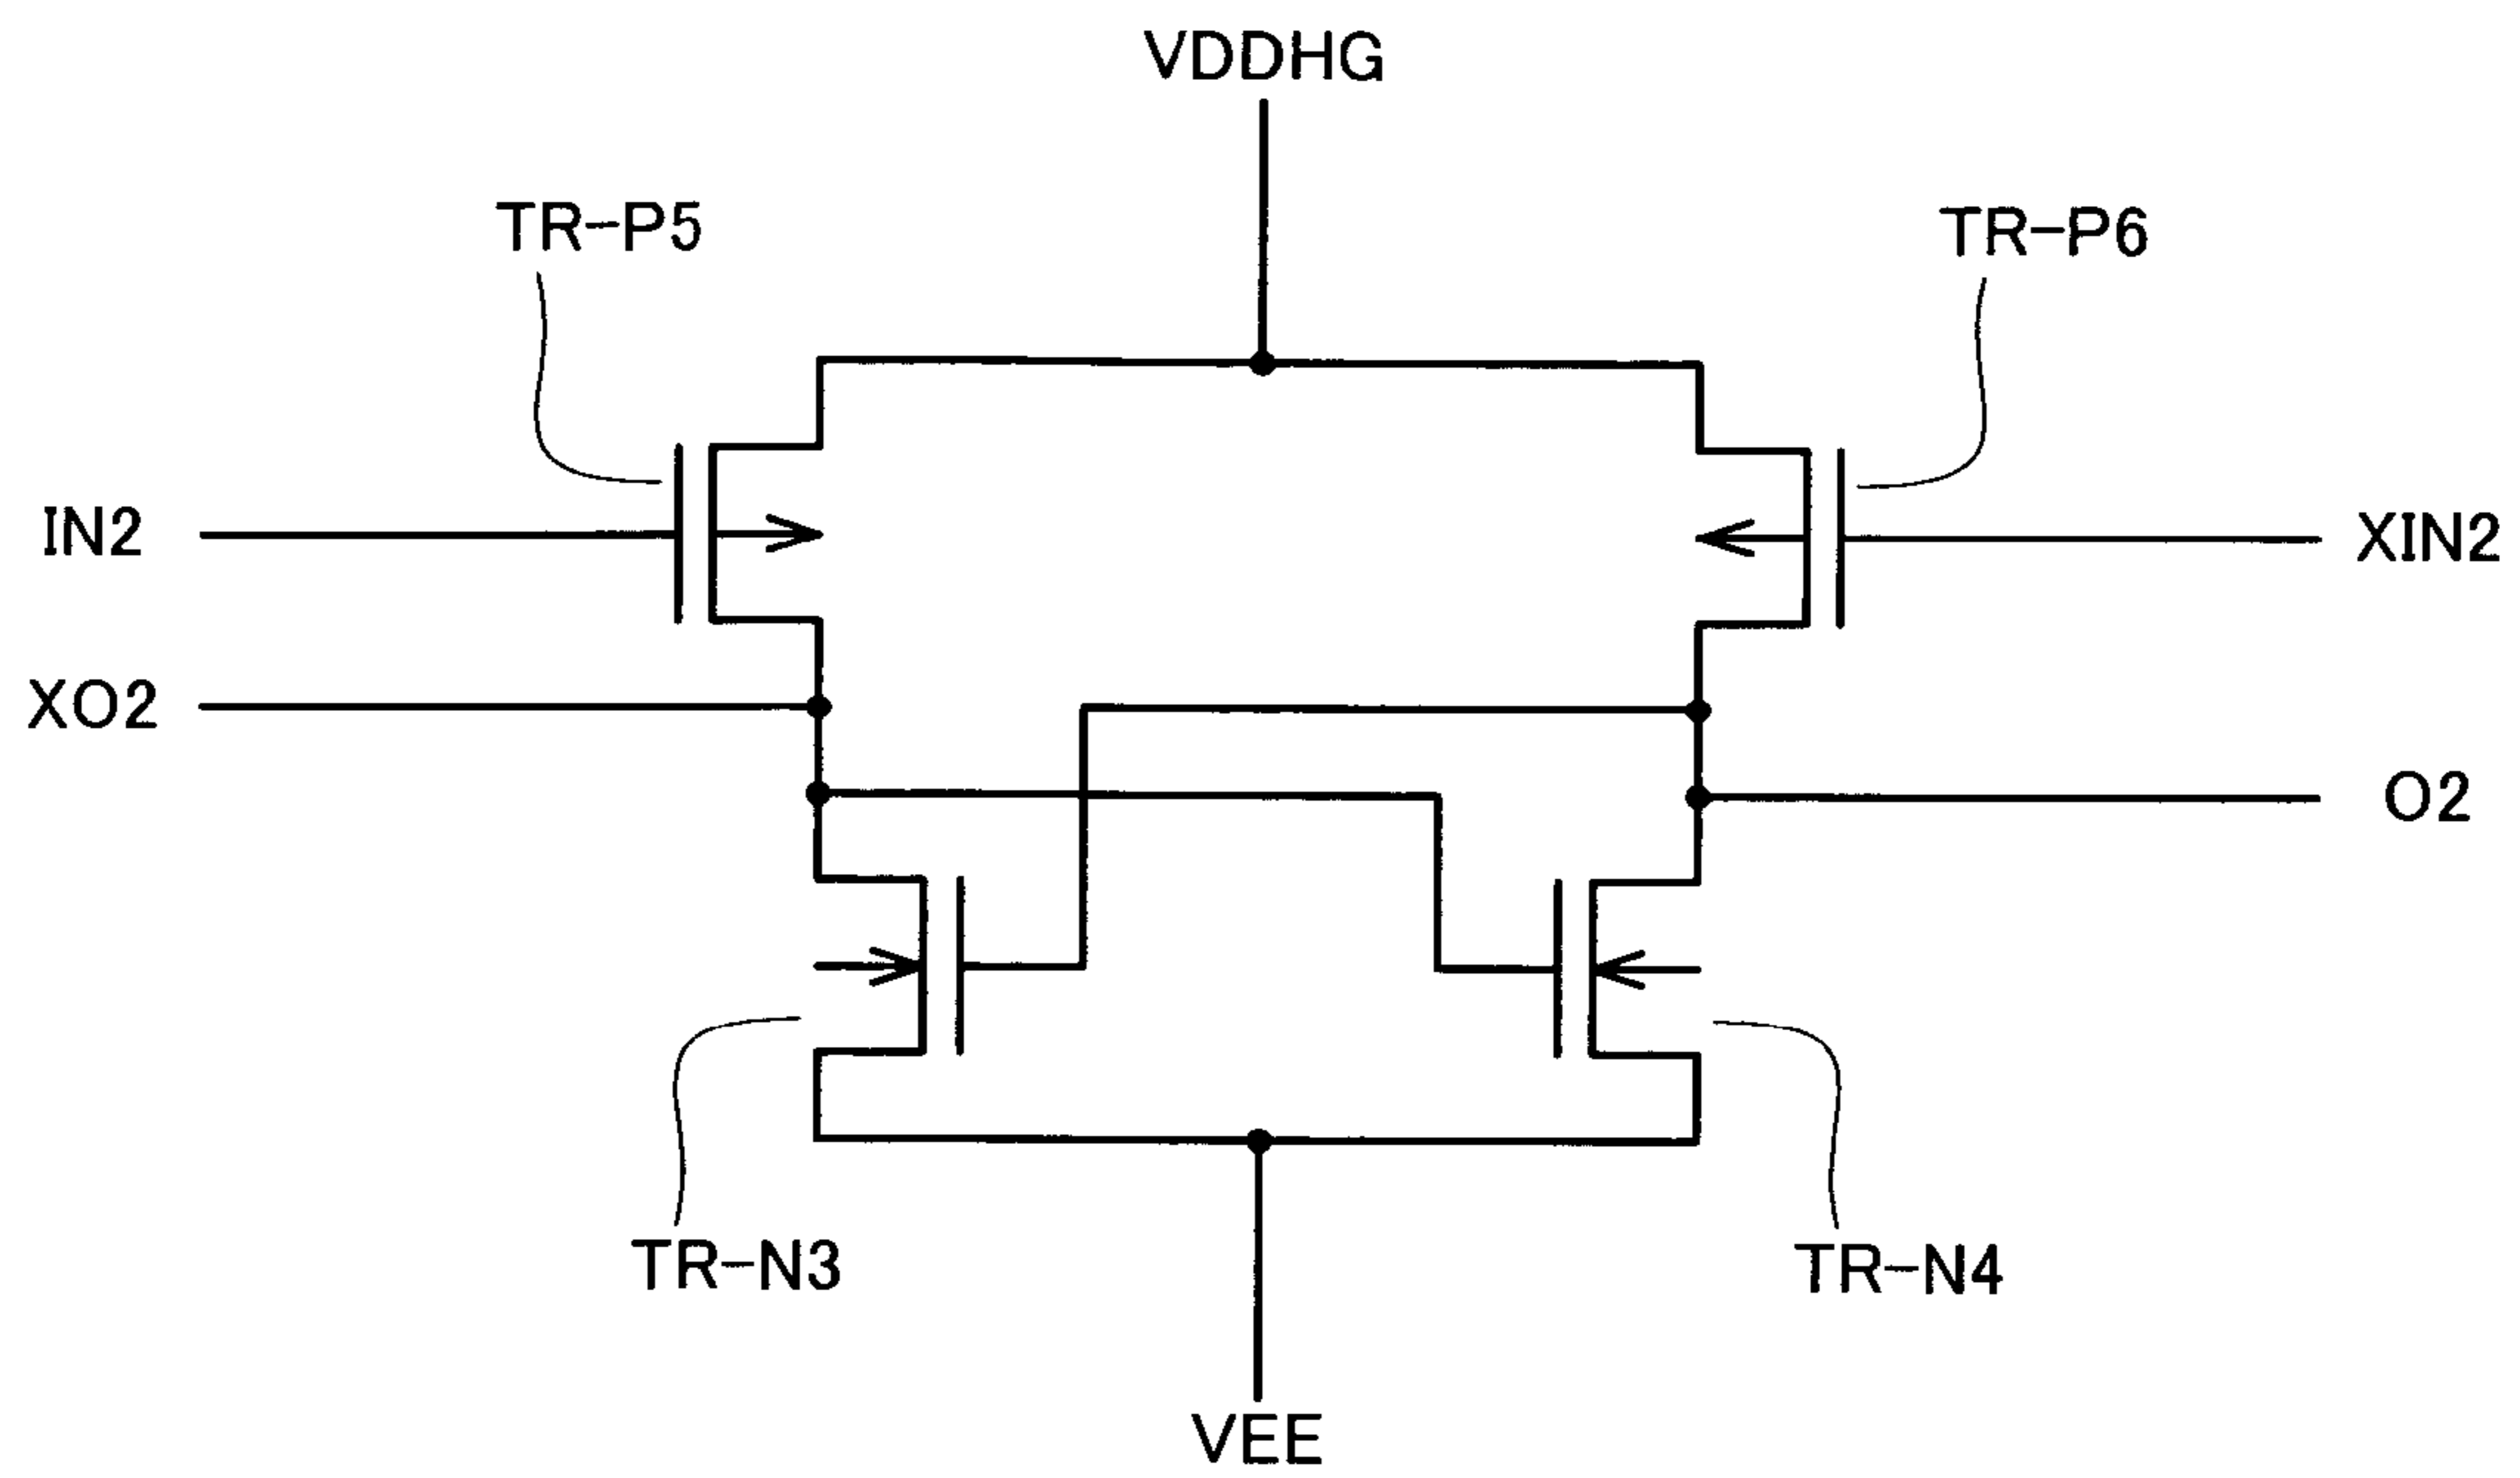 VDDHG
TR-P5
TR-P6
IN2
XIN2
XO2
O2
TR-N3
TR-N4
VEE